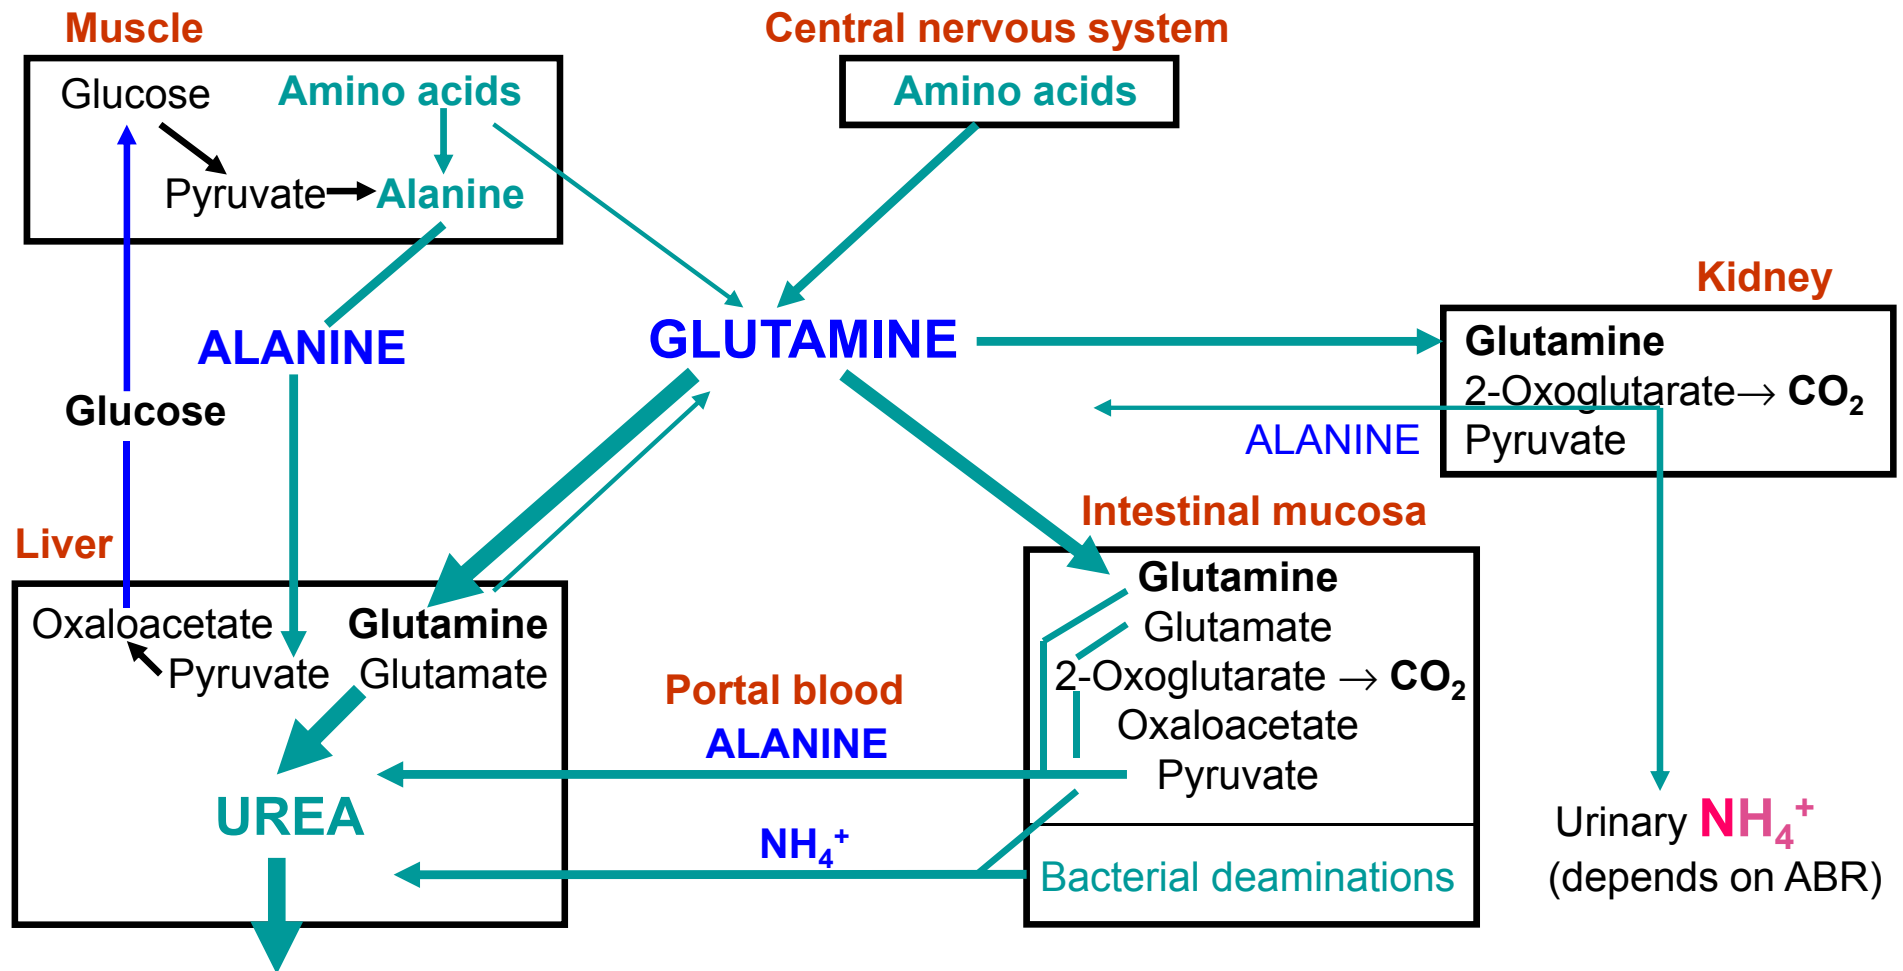 Muscle
Central nervous system
Glucose
Amino acids
Amino acids
Pyruvate
Alanine
Kidney
ALANINE
GLUTAMINE
Glutamine
2-Oxoglutarate→ CO₂
Glucose
ALANINE
Pyruvate
Intestinal mucosa
Liver
Glutamine
Oxaloacetate
Glutamine
Glutamate
Pyruvate
Glutamate
2-Oxoglutarate → CO₂
Portal blood
Oxaloacetate
ALANINE
Pyruvate
UREA
NH₄⁺
Urinary NH₄⁺
Bacterial deaminations
(depends on ABR)